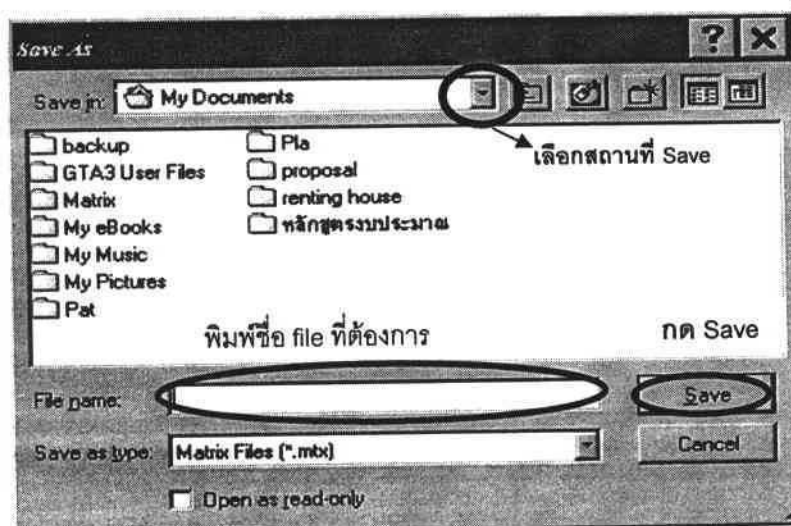 Save As
Save in: My Documents
backup
GTA3 User Files
Matrix
My eBooks
My Music
My Pictures
Pat
Pla
proposal
renting house
หลักสูตรงบประมาณ
เลือกสถานที่ Save
พิมพ์ชื่อ file ที่ต้องการ
กด Save
File name:
Save
Save as type: Matrix Files (*.mtx)
Cancel
Open as read-only